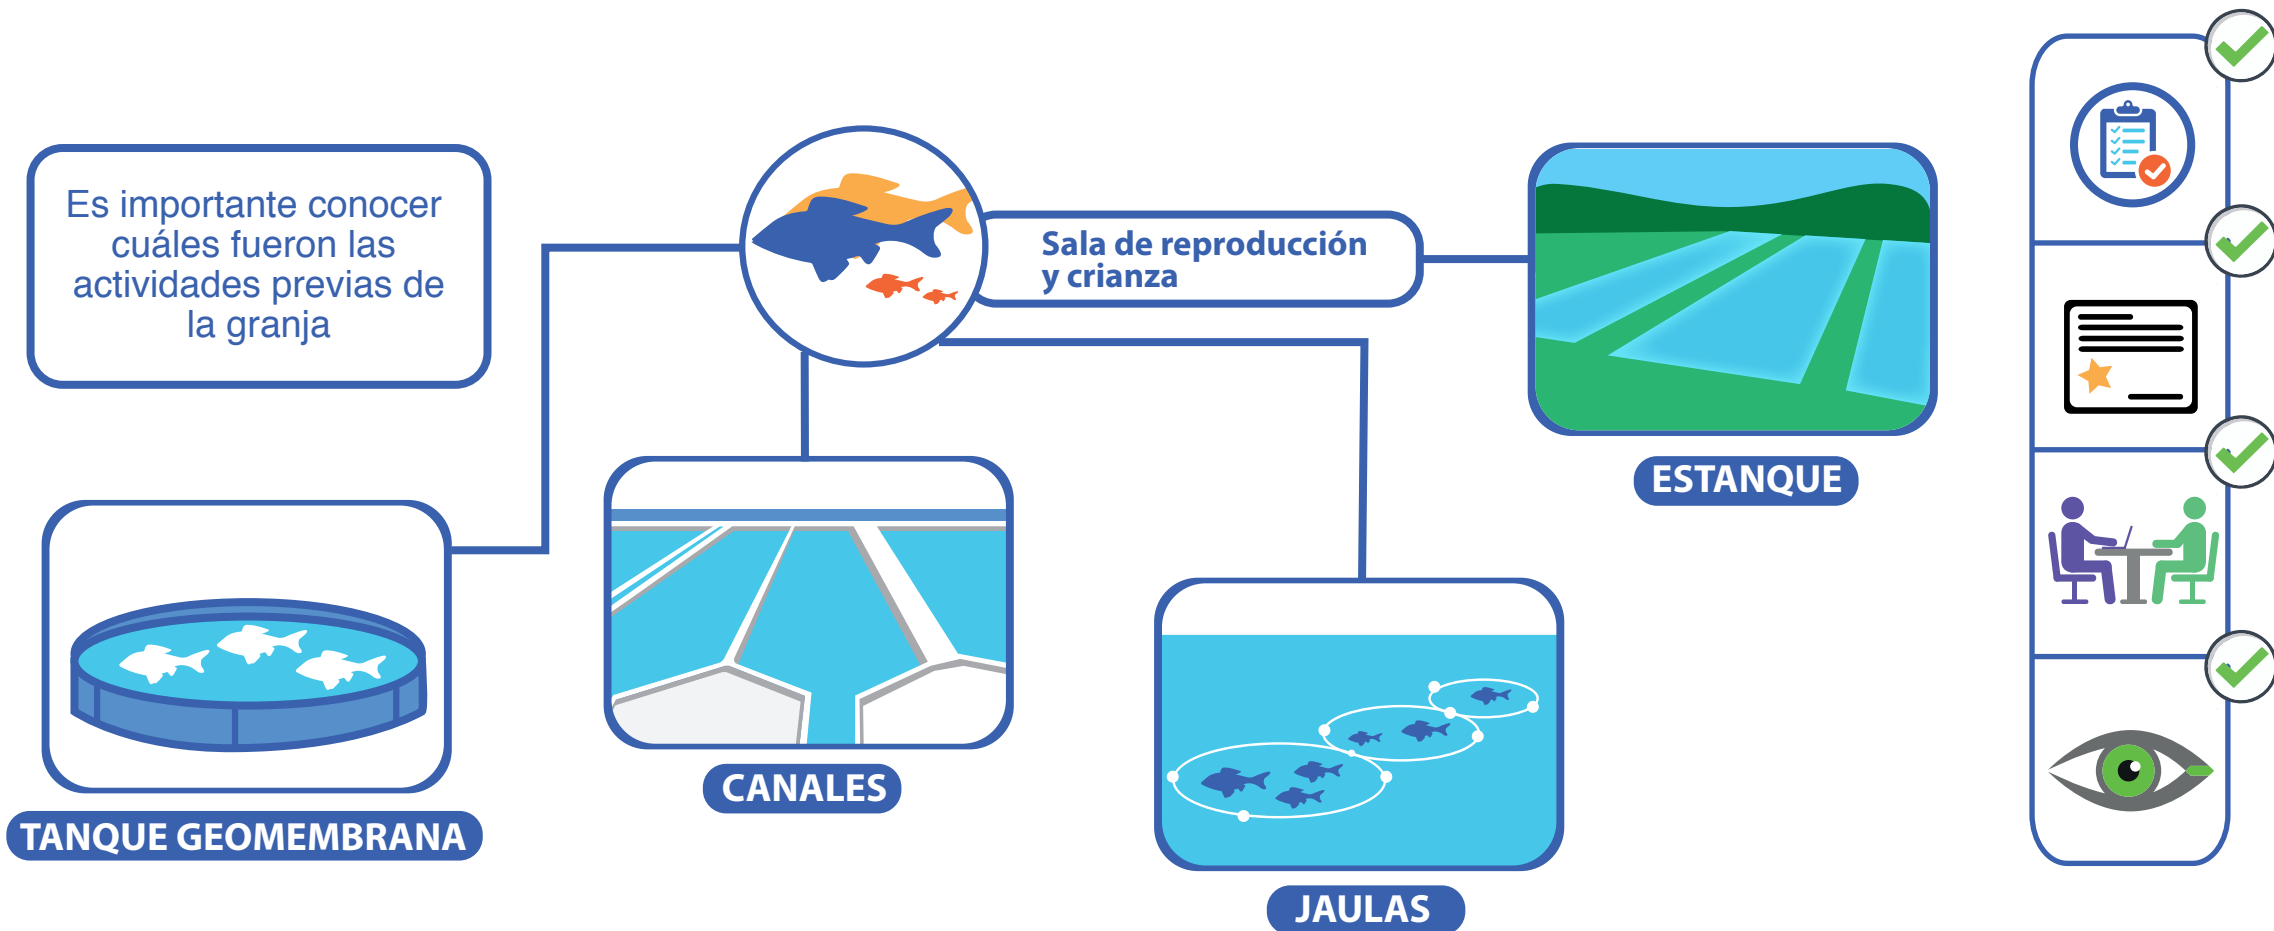 Es importante conocer
cuáles fueron las
actividades previas de
la granja
Sala de reproducción
y crianza
ESTANQUE
CANALES
TANQUE GEOMEMBRANA
JAULAS